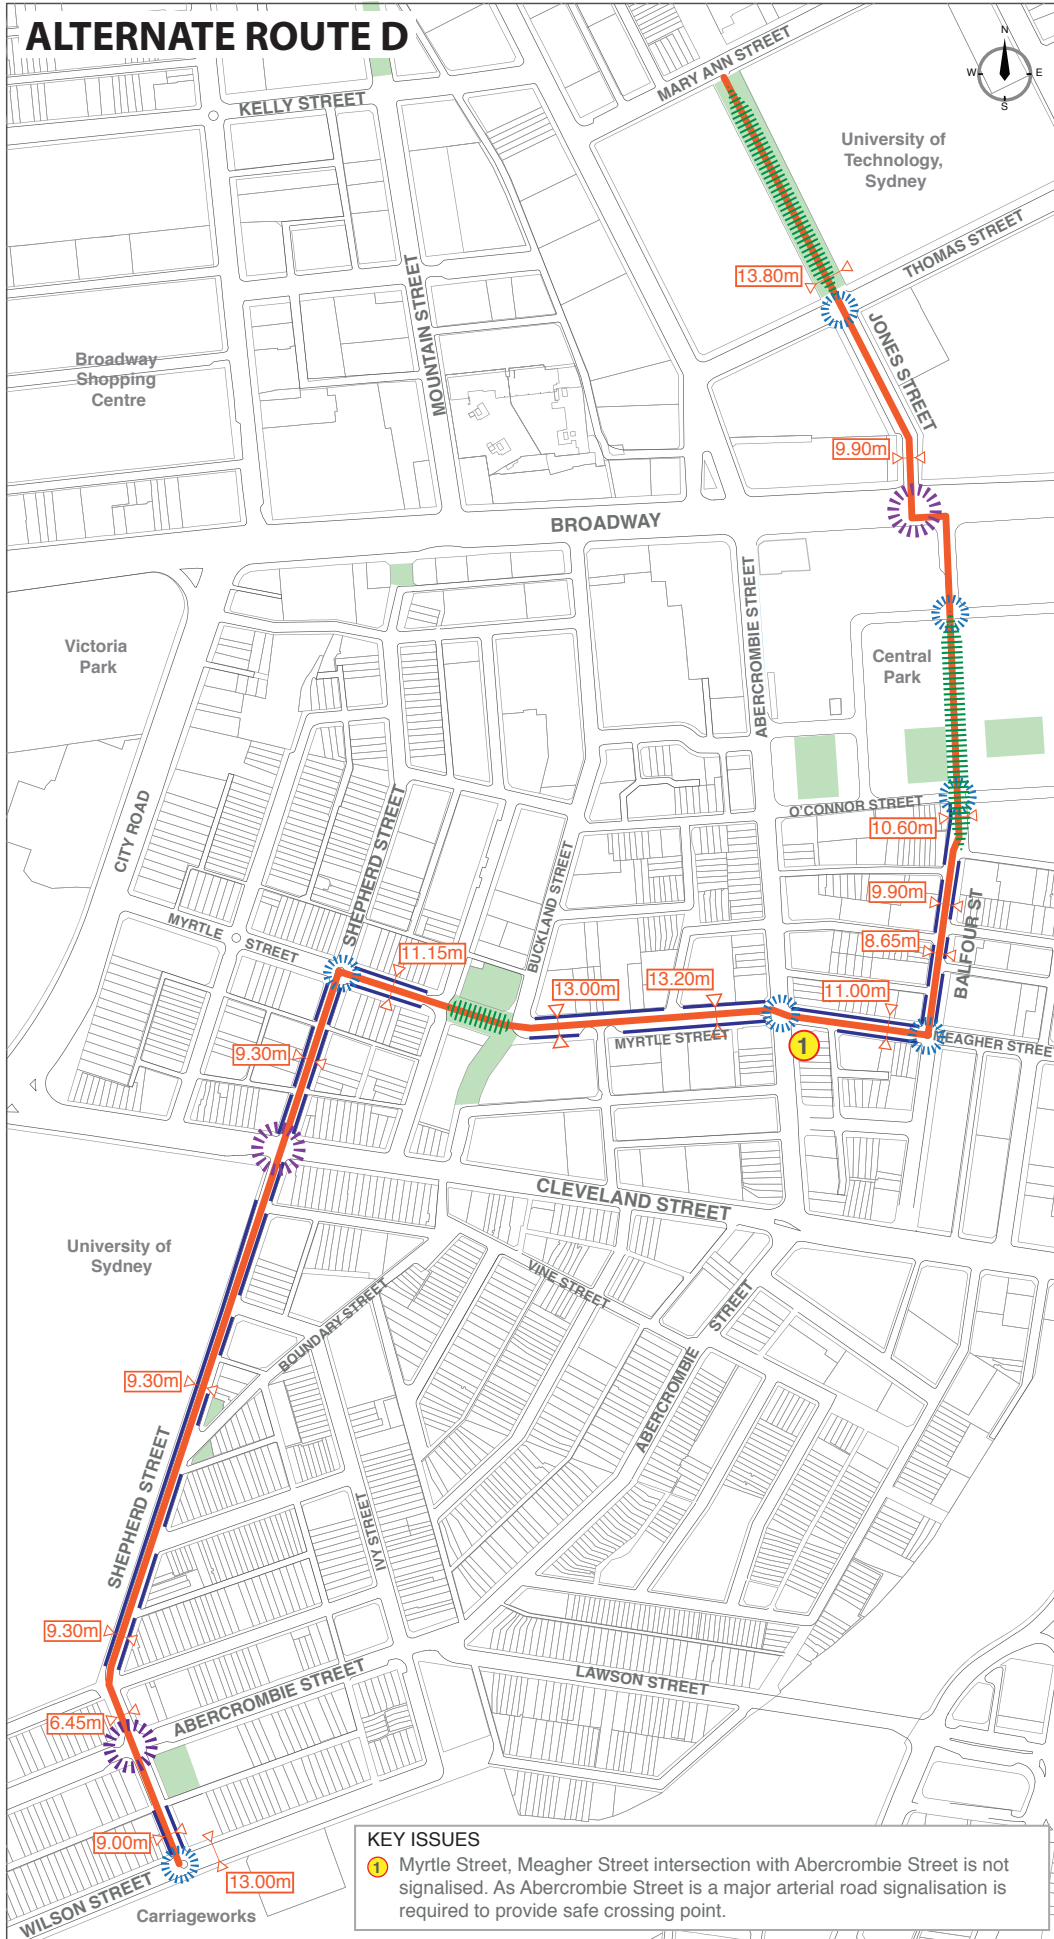 ALTERNATE ROUTE D
MARY ANN STREET
N
W
E
S
KELLY STREET
University of
Technology,
Sydney
THOMAS STREET
13.80m
MOUNTAIN STREET
JONES STREET
Broadway
Shopping
Centre
9.90m
BROADWAY
ABERCROMBIE STREET
Victoria
Park
Central
Park
CITY ROAD
SHEPHERD STREET
O'CONNOR STREET
10.60m
BUCKLAND STREET
9.90m
MYRTLE STREET
BALFOUR ST
8.65m
11.15m
13.20m
13.00m
11.00m
MYRTLE STREET
1
MEAGHER STREE
9.30m
CLEVELAND STREET
University of
Sydney
VINE STREET
BOUNDARY STREET
ABERCROMBIE STREET
9.30m
SHEPHERD STREET
IVY STREET
9.30m
LAWSON STREET
ABERCROMBIE STREET
6.45m
9.00m
13.00m
WILSON STREET
Carriageworks
KEY ISSUES
1 Myrtle Street, Meagher Street intersection with Abercrombie Street is not
signalised. As Abercrombie Street is a major arterial road signalisation is
required to provide safe crossing point.